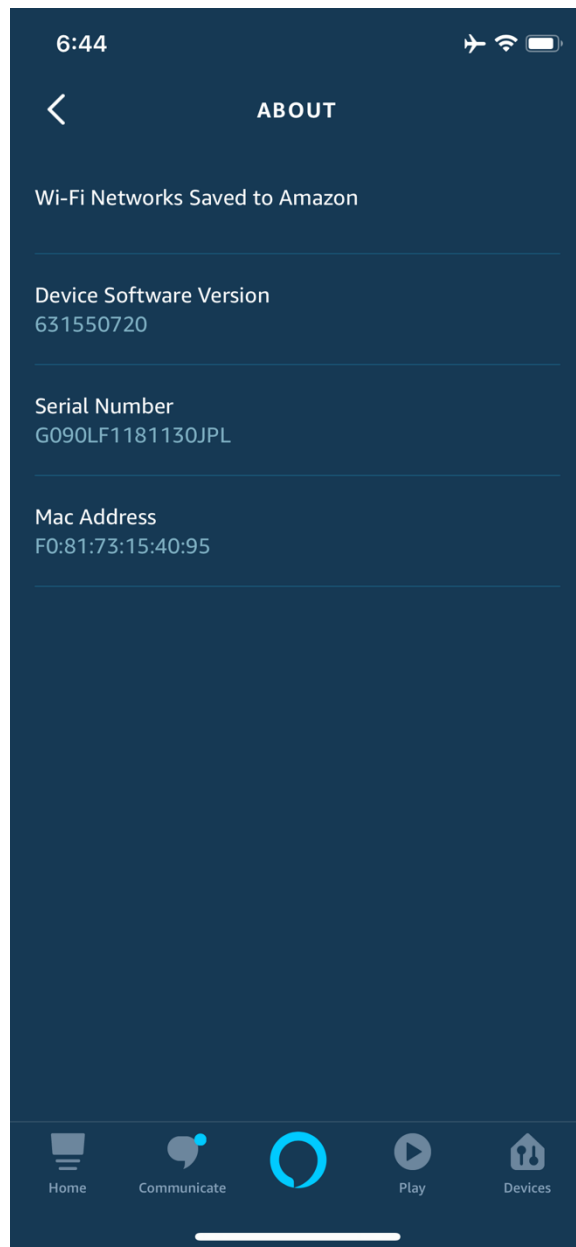 6:44
ABOUT
Wi-Fi Networks Saved to Amazon
Device Software Version
631550720
Serial Number
G090LF1181130JPL
Mac Address
F0:81:73:15:40:95
Home Communicate Play Devices